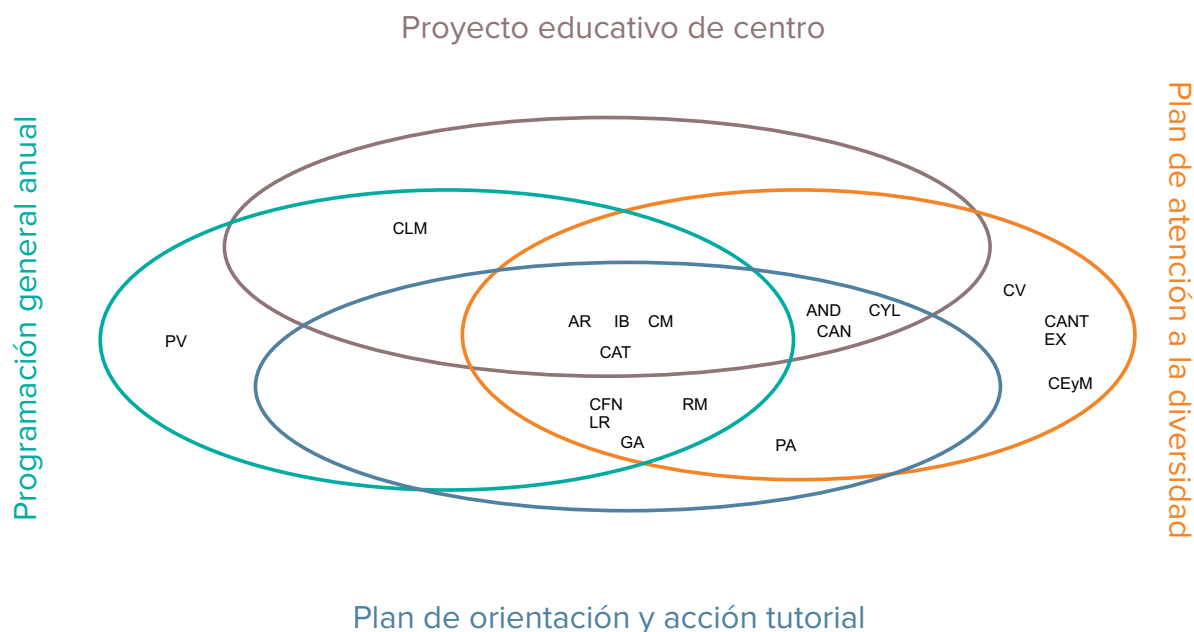 Proyecto educativo de centro
Programación general anual
Plan de atención a la diversidad
CLM
CV
AND
CYL
CAN
AR
IB
CM
CANT
EX
PV
CAT
CEyM
CFN
RM
LR
GA
PA
Plan de orientación y acción tutorial